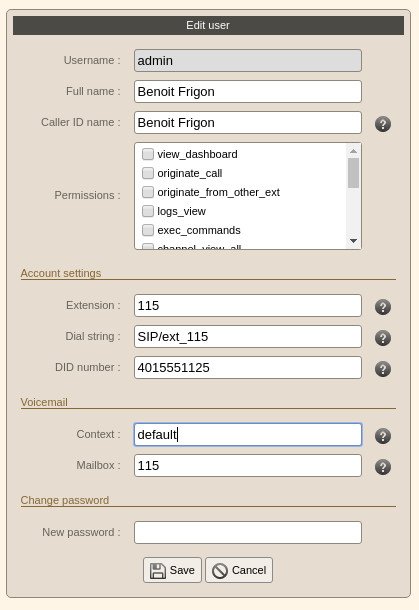 Edit user
Username : admin
Full name : Benoit Frigon
Caller ID name : Benoit Frigon ?
Permissions :
view_dashboard
originate_call
originate_from_other_ext
logs_view
exec_commands
channel_view_all
Account settings
Extension : 115 ?
Dial string : SIP/ext_115 ?
DID number : 4015551125 ?
Voicemail
Context : default ?
Mailbox : 115 ?
Change password
New password :
Save Cancel